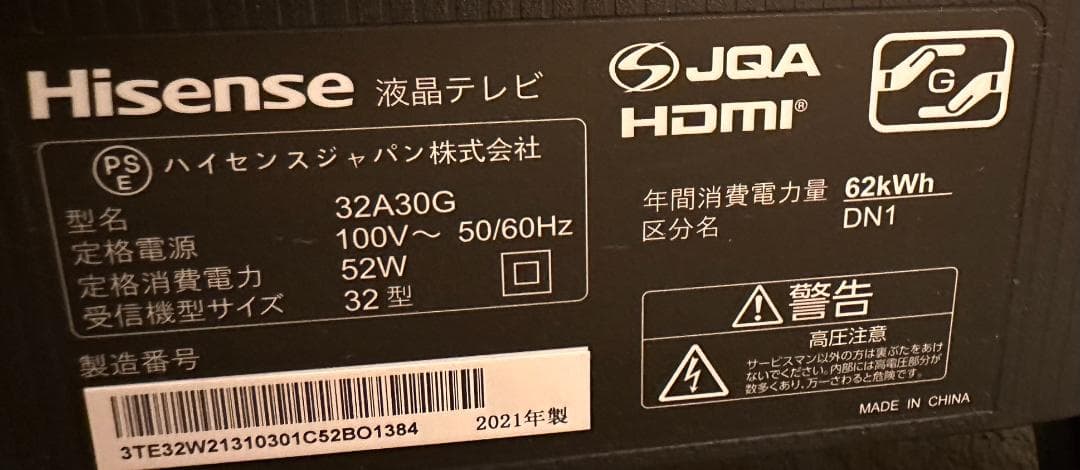 Hisense 液晶テレビ
JQA
HDMI®
G
PS
E
ハイセンスジャパン株式会社
型名 32A30G
定格電源 100V～ 50/60Hz
定格消費電力 52W
受信機型サイズ 32型
年間消費電力量 62kWh
区分名 DN1
警告
高圧注意
サービスマン以外の方は裏ぶたをあけ
ないでください。内部には高電圧部分が
数多くあり、万一さわると危険です。
製造番号
3TE32W21310301C52BO1384
2021年製
MADE IN CHINA